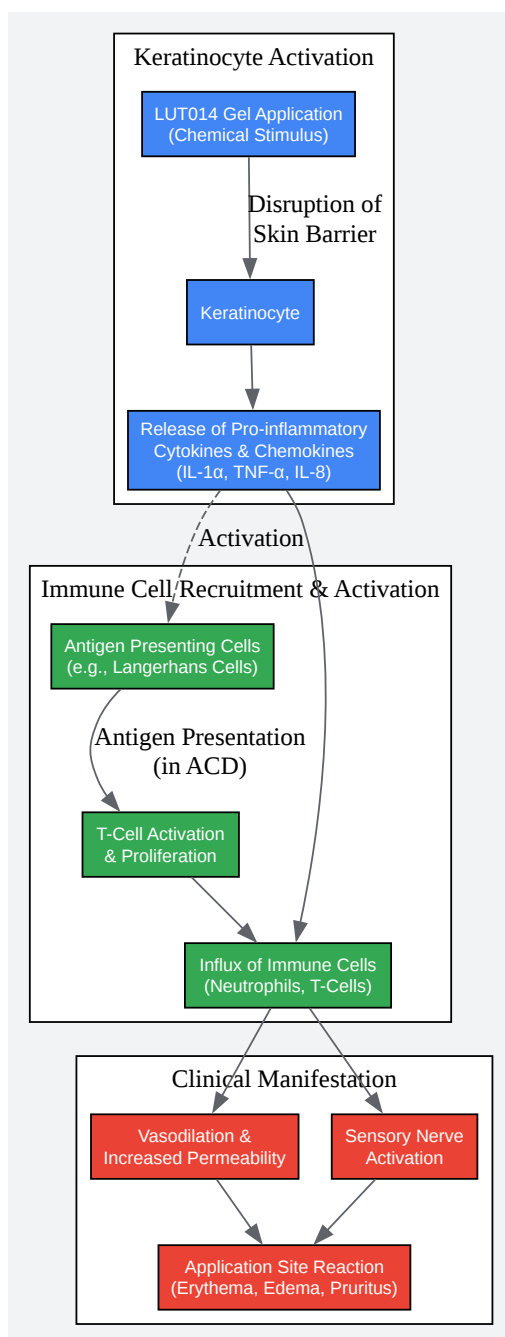 Keratinocyte Activation
LUT014 Gel Application
(Chemical Stimulus)
Disruption of
Skin Barrier
Keratinocyte
Release of Pro-inflammatory
Cytokines & Chemokines
(IL-1α, TNF-α, IL-8)
Activation
Immune Cell Recruitment & Activation
Antigen Presenting Cells
(e.g., Langerhans Cells)
Antigen Presentation
(in ACD)
T-Cell Activation
& Proliferation
Influx of Immune Cells
(Neutrophils, T-Cells)
Clinical Manifestation
Vasodilation &
Increased Permeability
Sensory Nerve
Activation
Application Site Reaction
(Erythema, Edema, Pruritus)